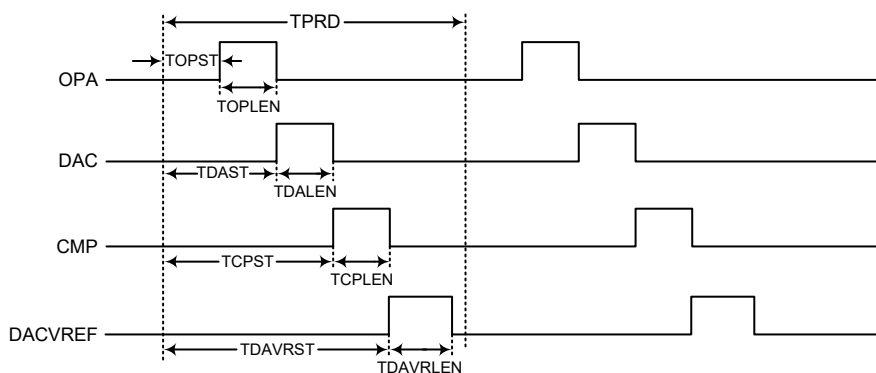 TPRD
TOPST
OPA
TOPLEN
DAC
TDAST
TDALEN
CMP
TCPST
TCPLEN
DACVREF
TDAVRST
TDAVRLEN